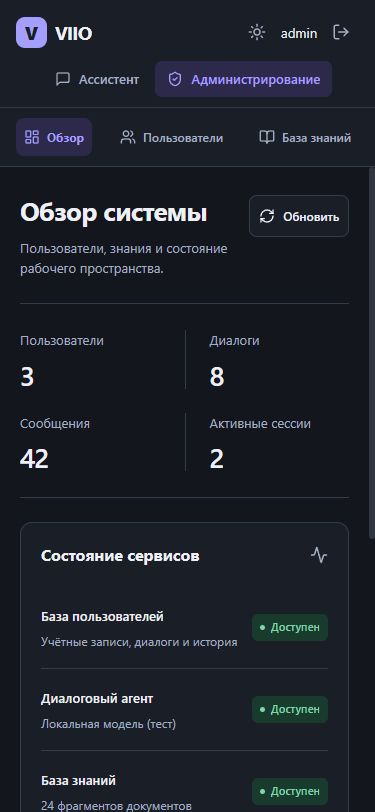 V VIIO admin
Ассистент Администрирование
Обзор Пользователи База знаний
Обзор системы
Обновить
Пользователи, знания и состояние
рабочего пространства.
Пользователи Диалоги
3 8
Сообщения Активные сессии
42 2
Состояние сервисов
База пользователей
Учётные записи, диалоги и история
Доступен
Диалоговый агент
Локальная модель (тест)
Доступен
База знаний
24 фрагментов документов
Доступен